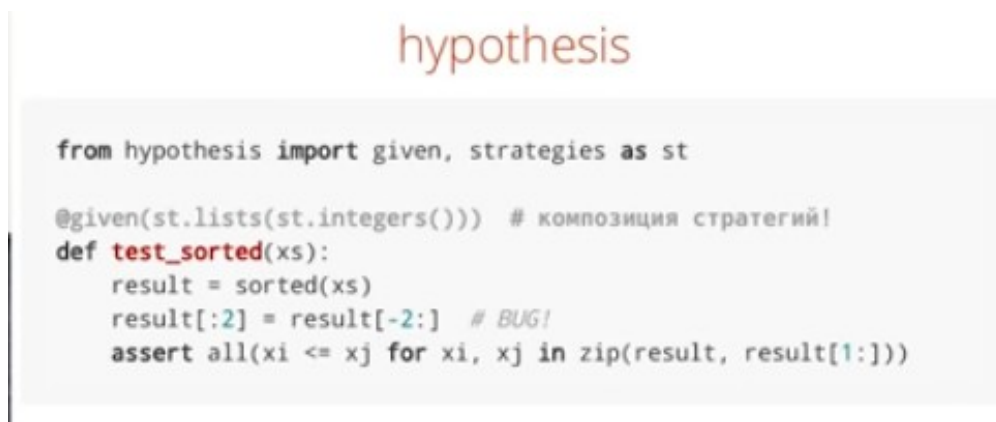 hypothesis
from hypothesis import given, strategies as st
@given(st.lists(st.integers())) # композиция стратегий!
def test_sorted(xs):
    result = sorted(xs)
    result[:2] = result[-2:] # BUG!
    assert all(xi <= xj for xi, xj in zip(result, result[1:]))